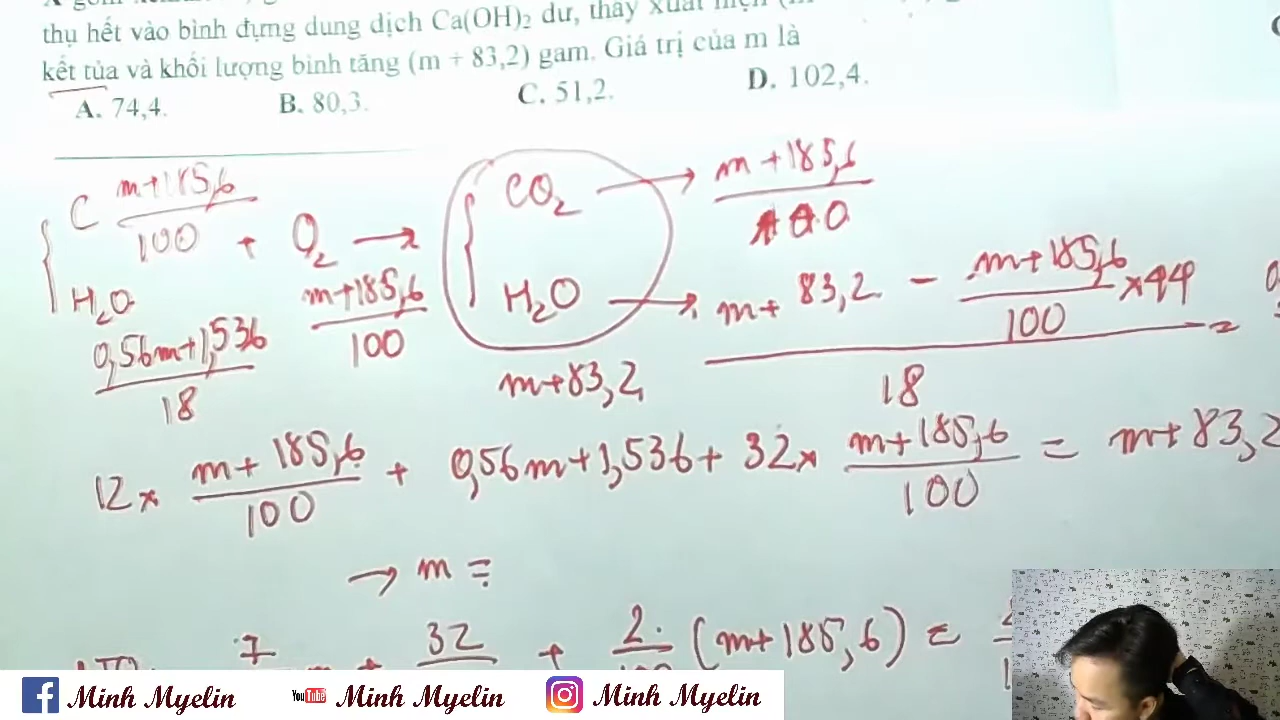 thụ hết vào bình đựng dung dịch Ca(OH)₂ dư, thấy xuất
kết tủa và khối lượng bình tăng (m + 83,2) gam. Giá trị của m là
A. 74,4. B. 80,3. C. 51,2. D. 102,4.
C (m+185,6)/100 + O₂ → CO₂ → (m+185,6)/100
H₂O (m+185,6)/100 H₂O → (m+ 83,2 - (m+185,6)/100 ×44)/18 =
(0,56m+1,536)/18
m+83,2
12× (m+ 185,6)/100 + 0,56m+1,536+ 32× (m+185,6)/100 = m+83,2
→ m =
7 32 + 2 (m+185,6) =
Minh Myelin YouTube Minh Myelin Minh Myelin